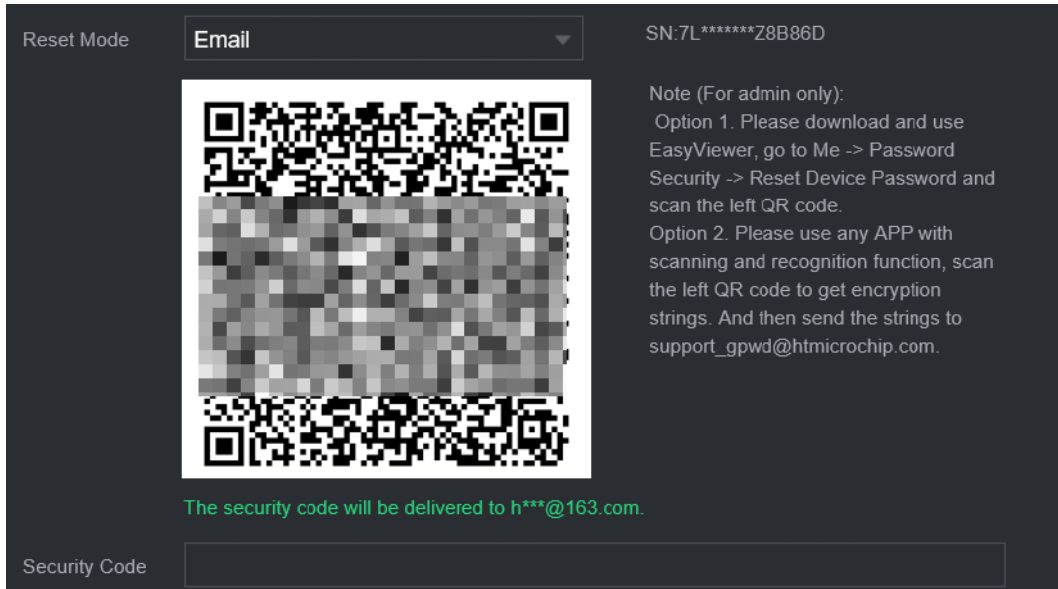 Reset Mode
Email
SN:7L*******Z8B86D
Note (For admin only):
Option 1. Please download and use
EasyViewer, go to Me -> Password
Security -> Reset Device Password and
scan the left QR code.
Option 2. Please use any APP with
scanning and recognition function, scan
the left QR code to get encryption
strings. And then send the strings to
support_gpwd@htmicrochip.com.
The security code will be delivered to h***@163.com.
Security Code